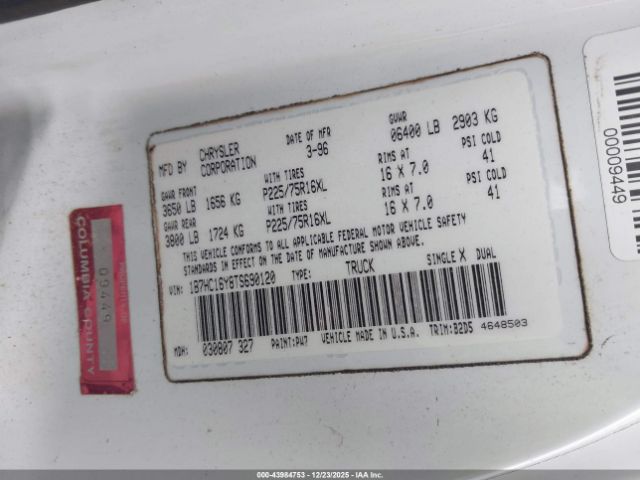 MFD BY CHRYSLER CORPORATION DATE OF MFR 3-96 GVWR 06400 LB 2903 KG
GAWR FRONT WITH TIRES RIMS AT PSI COLD
3650 LB 1656 KG P225/75R16XL 16 X 7.0 41
GAWR REAR WITH TIRES RIMS AT PSI COLD
3800 LB 1724 KG P225/75R16XL 16 X 7.0 41
THIS VEHICLE CONFORMS TO ALL APPLICABLE FEDERAL MOTOR VEHICLE SAFETY
STANDARDS IN EFFECT ON THE DATE OF MANUFACTURE SHOWN ABOVE.
VIN: 1B7HC16Y8TS690120 TYPE: TRUCK SINGLE X DUAL
MDH: 030807 327 PAINT: PW7 VEHICLE MADE IN U.S.A. TRIM: B2D5 4648503
PROPERTY OF
09449
COLUMBIA COUNTY
00009449
000-43984753 | 12/23/2025 - IAA Holdings, LLC.